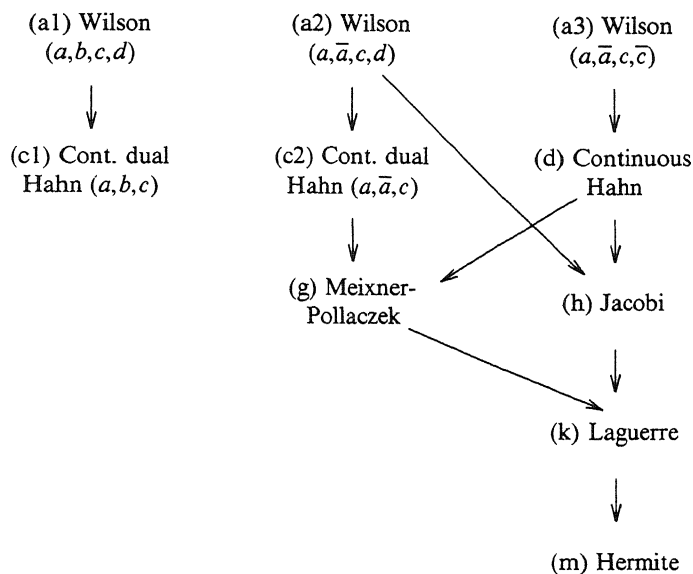 (a1) Wilson
(a,b,c,d)
(a2) Wilson
(a,a̅,c,d)
(a3) Wilson
(a,a̅,c,c̅)
(c1) Cont. dual
Hahn (a,b,c)
(c2) Cont. dual
Hahn (a,a̅,c)
(d) Continuous
Hahn
(g) Meixner-
Pollaczek
(h) Jacobi
(k) Laguerre
(m) Hermite